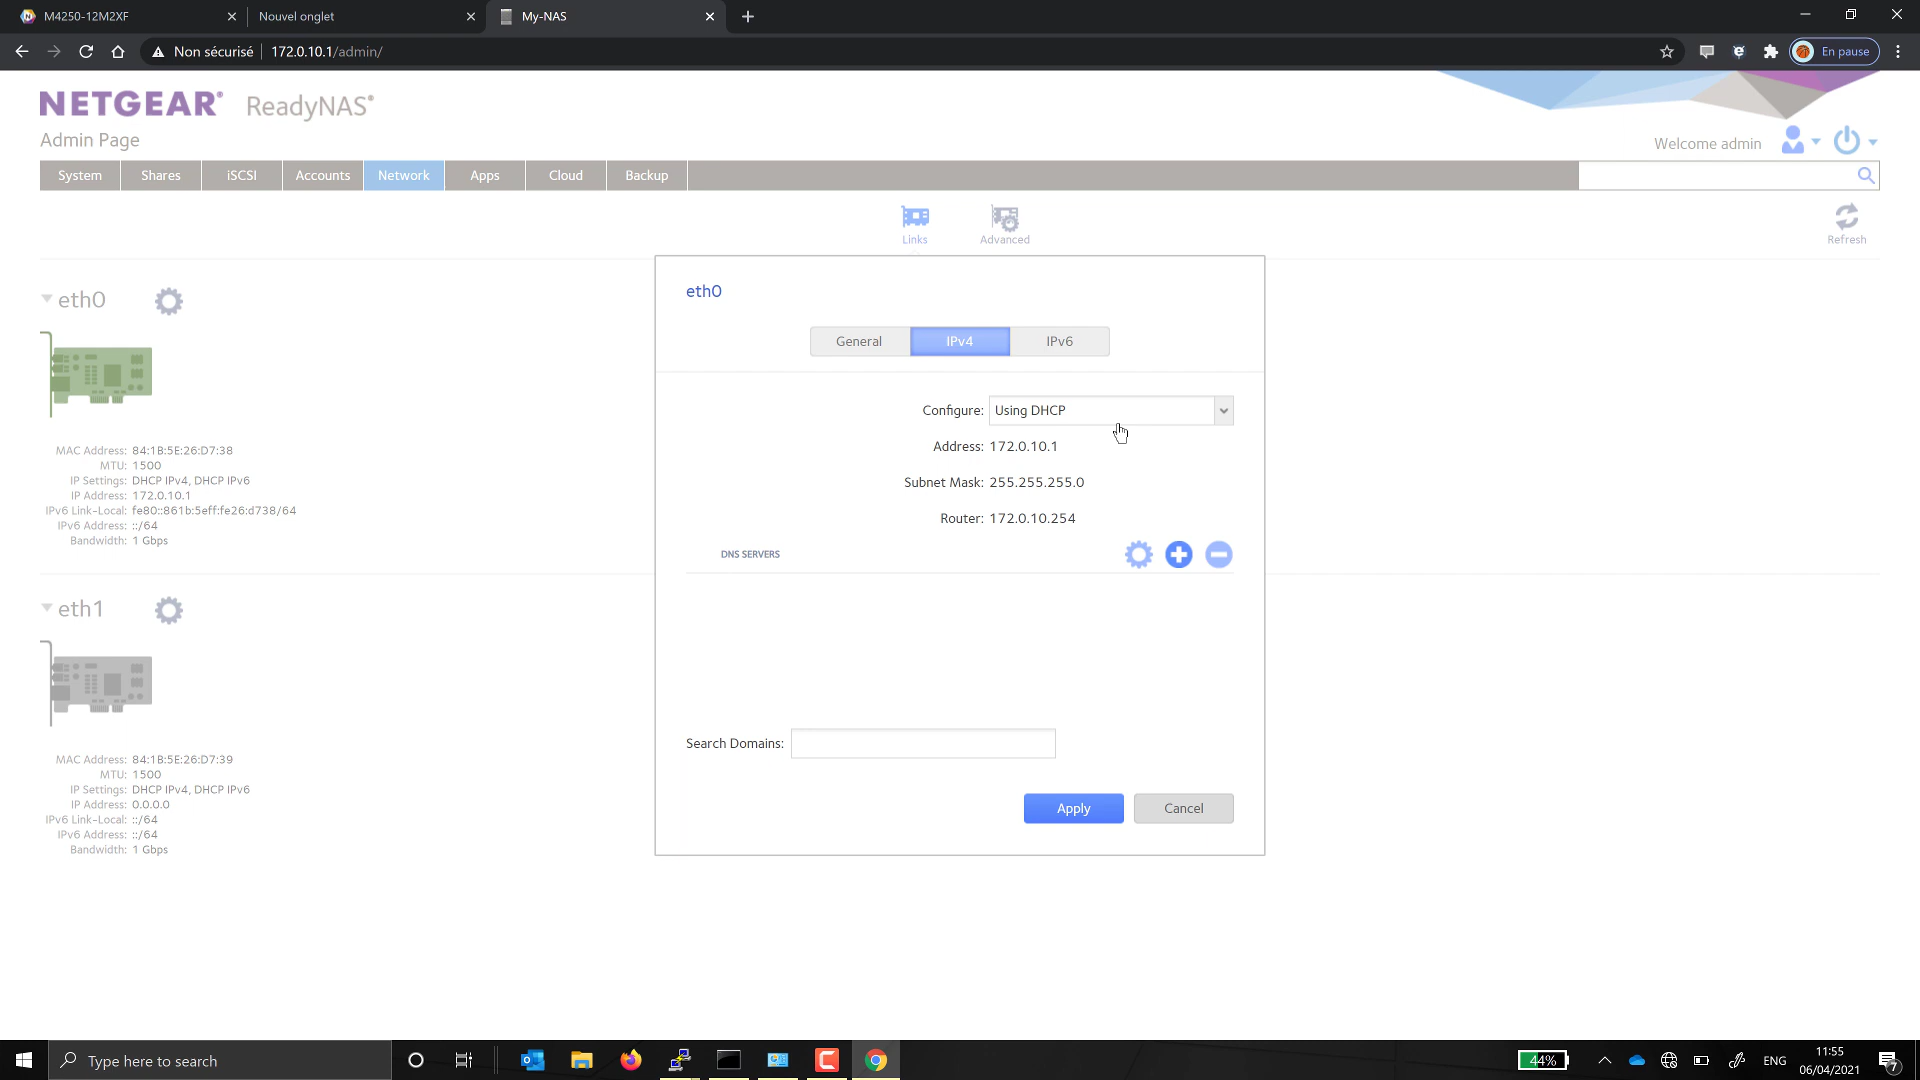 M4250-12M2XF
Nouvel onglet
My-NAS
Non sécurisé 172.0.10.1/admin/
En pause
NETGEAR® ReadyNAS®
Admin Page
Welcome admin
System Shares iSCSI Accounts Network Apps Cloud Backup
Links
Advanced
Refresh
eth0
MAC Address: 84:1B:5E:26:D7:38
MTU: 1500
IP Settings: DHCP IPv4, DHCP IPv6
IP Address: 172.0.10.1
IPv6 Link-Local: fe80::861b:5eff:fe26:d738/64
IPv6 Address: ::/64
Bandwidth: 1 Gbps
eth1
MAC Address: 84:1B:5E:26:D7:39
MTU: 1500
IP Settings: DHCP IPv4, DHCP IPv6
IP Address: 0.0.0.0
IPv6 Link-Local: ::/64
IPv6 Address: ::/64
Bandwidth: 1 Gbps
eth0
General IPv4 IPv6
Configure: Using DHCP
Address: 172.0.10.1
Subnet Mask: 255.255.255.0
Router: 172.0.10.254
DNS SERVERS
Search Domains:
Apply Cancel
Type here to search
44%
ENG
11:55
06/04/2021
7